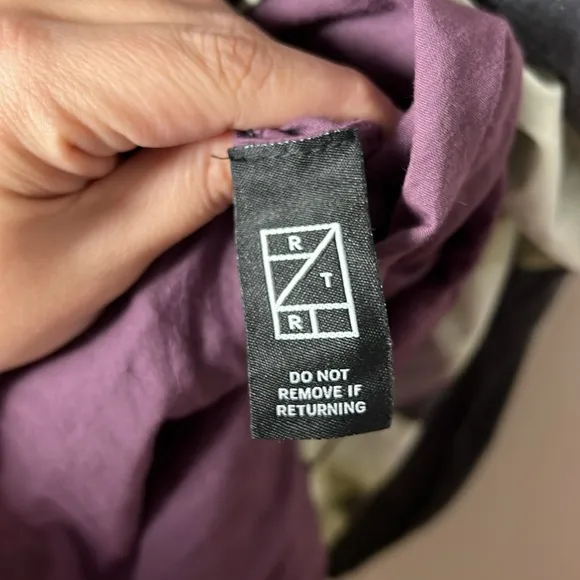 R
T
R
DO NOT
REMOVE IF
RETURNING